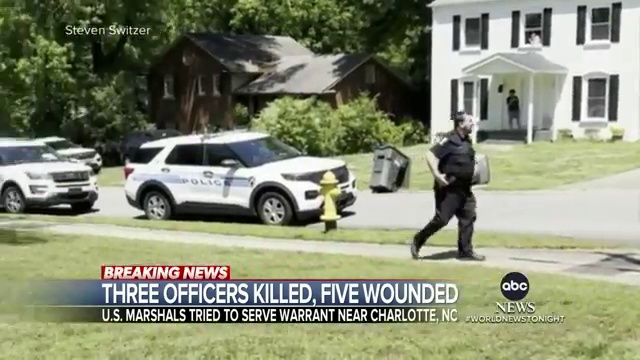 Steven Switzer
POLICE
BREAKING NEWS
THREE OFFICERS KILLED, FIVE WOUNDED
U.S. MARSHALS TRIED TO SERVE WARRANT NEAR CHARLOTTE, NC
abc
NEWS
#WORLDNEWSTONIGHT